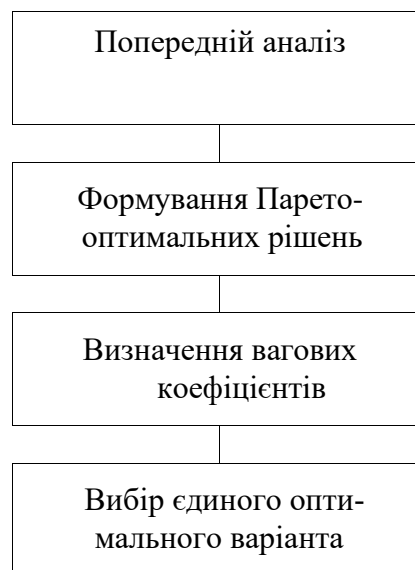 Попередній аналіз
Формування Парето-
оптимальних рішень
Визначення вагових
коефіцієнтів
Вибір єдиного опти-
мального варіанта